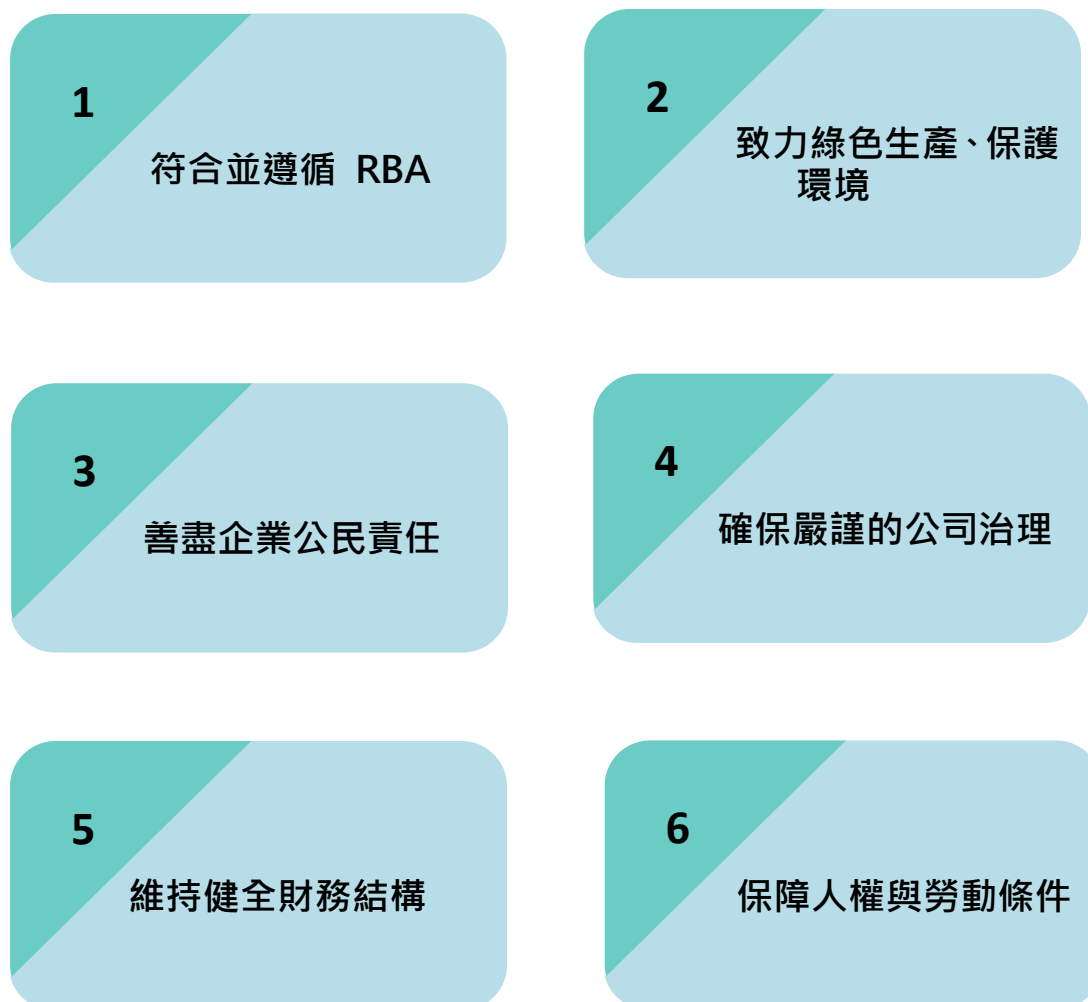 1
符合並遵循 RBA
2
致力綠色生產、保護
環境
3
善盡企業公民責任
4
確保嚴謹的公司治理
5
維持健全財務結構
6
保障人權與勞動條件